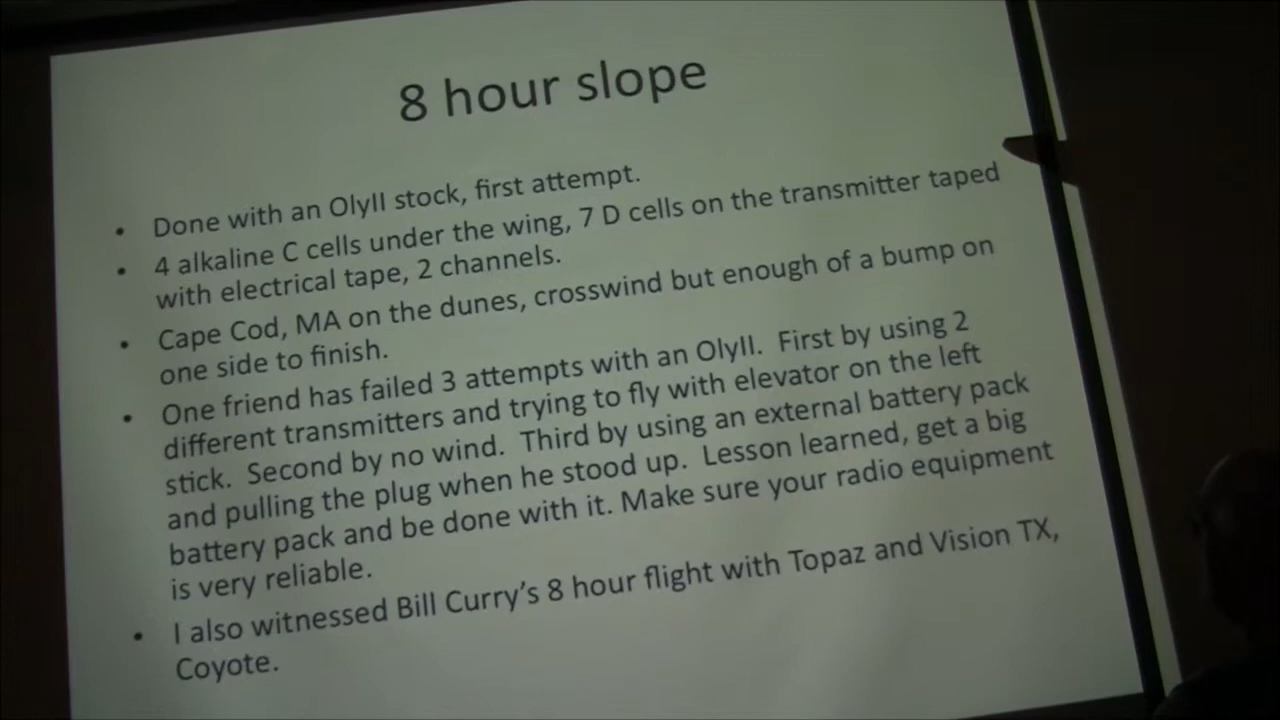 8 hour slope
• Done with an OlyII stock, first attempt.
• 4 alkaline C cells under the wing, 7 D cells on the transmitter taped
with electrical tape, 2 channels.
• Cape Cod, MA on the dunes, crosswind but enough of a bump on
one side to finish.
• One friend has failed 3 attempts with an OlyII.  First by using 2
different transmitters and trying to fly with elevator on the left
stick.  Second by no wind.  Third by using an external battery pack
and pulling the plug when he stood up.  Lesson learned, get a big
battery pack and be done with it. Make sure your radio equipment
is very reliable.
• I also witnessed Bill Curry’s 8 hour flight with Topaz and Vision TX,
Coyote.